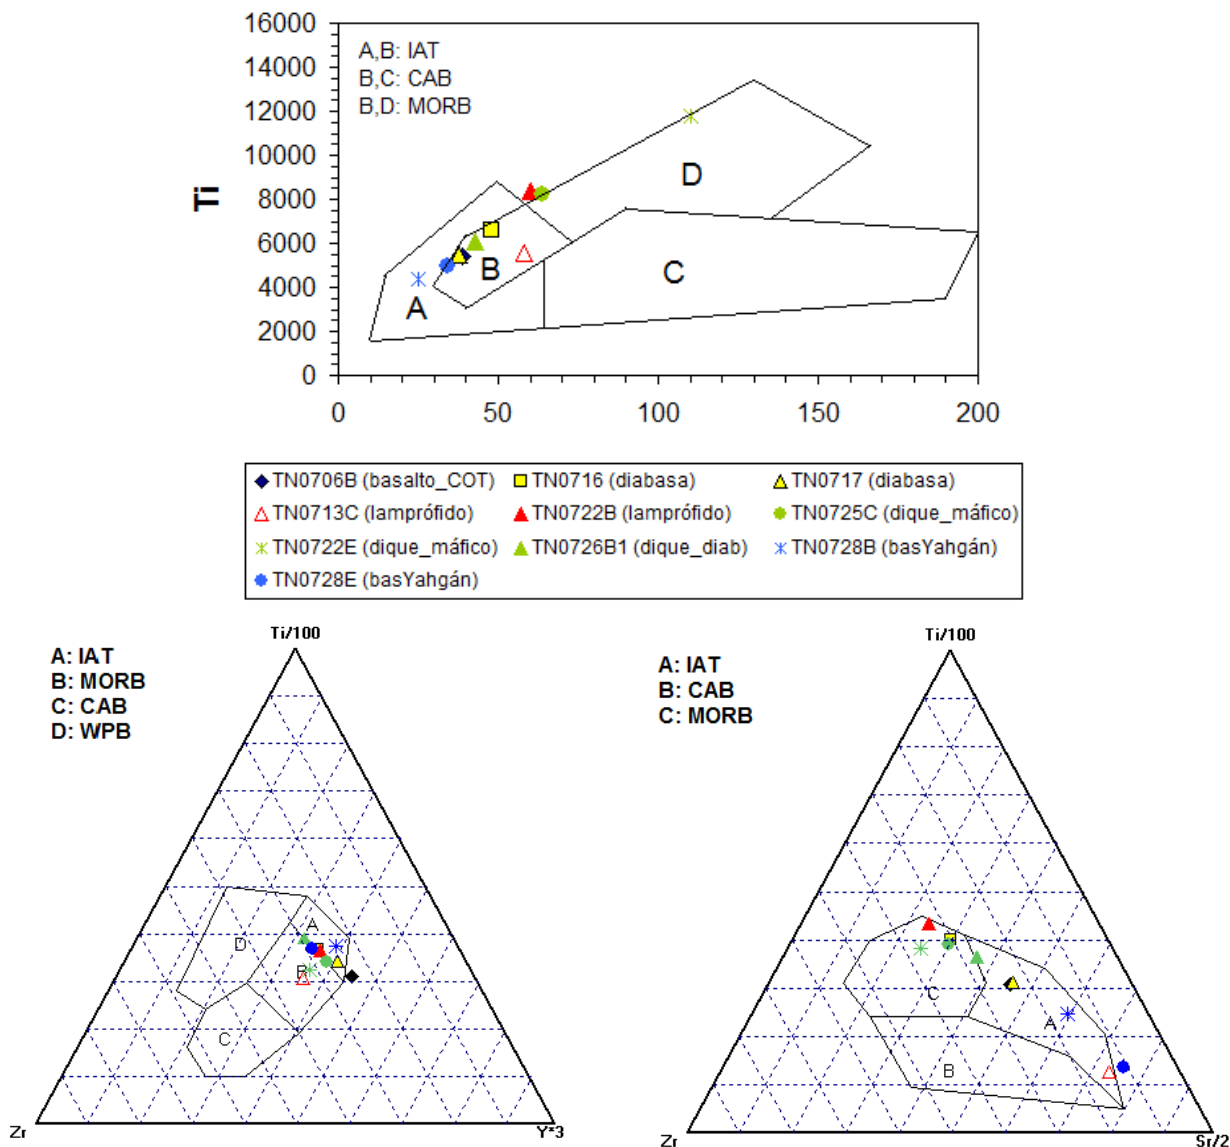 16000
14000
12000
10000
8000
6000
4000
2000
0
Ti
A,B: IAT
B,C: CAB
B,D: MORB
D
B
C
A
0 50 100 150 200
TN0706B (basalto_COT) TN0716 (diabasa) TN0717 (diabasa)
TN0713C (lamprófido) TN0722B (lamprófido) TN0725C (dique_máfico)
TN0722E (dique_máfico) TN0726B1 (dique_diab) TN0728B (basYahgán)
TN0728E (basYahgán)
Ti/100
A: IAT
B: MORB
C: CAB
D: WPB
A
D
B
C
Zr Y*3
Ti/100
A: IAT
B: CAB
C: MORB
C
A
B
Zr Sr/2